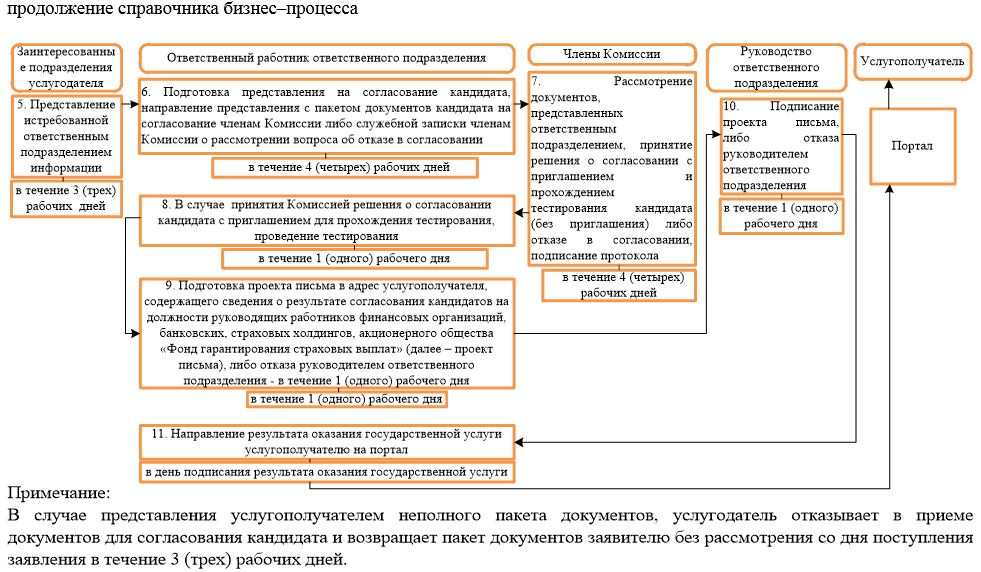 продолжение справочника бизнес–процесса
Заинтересованны
е подразделения
услугодателя
Ответственный работник ответственного подразделения
Члены Комиссии
Руководство
ответственного
подразделения
Услугополучатель
5. Представление
истребованной
ответственным
подразделением
информации
в течение 3 (трех)
рабочих дней
6. Подготовка представления на согласование кандидата,
направление представления с пакетом документов кандидата на
согласование членам Комиссии либо служебной записки членам
Комиссии о рассмотрении вопроса об отказе в согласовании
в течение 4 (четырех) рабочих дней
7. Рассмотрение
документов,
представленных
ответственным
подразделением, принятие
решения о согласовании с
приглашением и
прохождением
тестирования кандидата
(без приглашения) либо
отказе в согласовании,
подписание протокола
в течение 4 (четырех)
рабочих дней
8. В случае принятия Комиссией решения о согласовании
кандидата с приглашением для прохождения тестирования,
проведение тестирования
в течение 1 (одного) рабочего дня
9. Подготовка проекта письма в адрес услугополучателя,
содержащего сведения о результате согласования кандидатов на
должности руководящих работников финансовых организаций,
банковских, страховых холдингов, акционерного общества
«Фонд гарантирования страховых выплат» (далее – проект
письма), либо отказа руководителем ответственного
подразделения - в течение 1 (одного) рабочего дня
в течение 1 (одного) рабочего дня
10. Подписание
проекта письма,
либо отказа
руководителем
ответственного
подразделения
в течение 1 (одного)
рабочего дня
Портал
11. Направление результата оказания государственной услуги
услугополучателю на портал
в день подписания результата оказания государственной услуги
Примечание:
В случае представления услугополучателем неполного пакета документов, услугодатель отказывает в приеме
документов для согласования кандидата и возвращает пакет документов заявителю без рассмотрения со дня поступления
заявления в течение 3 (трех) рабочих дней.